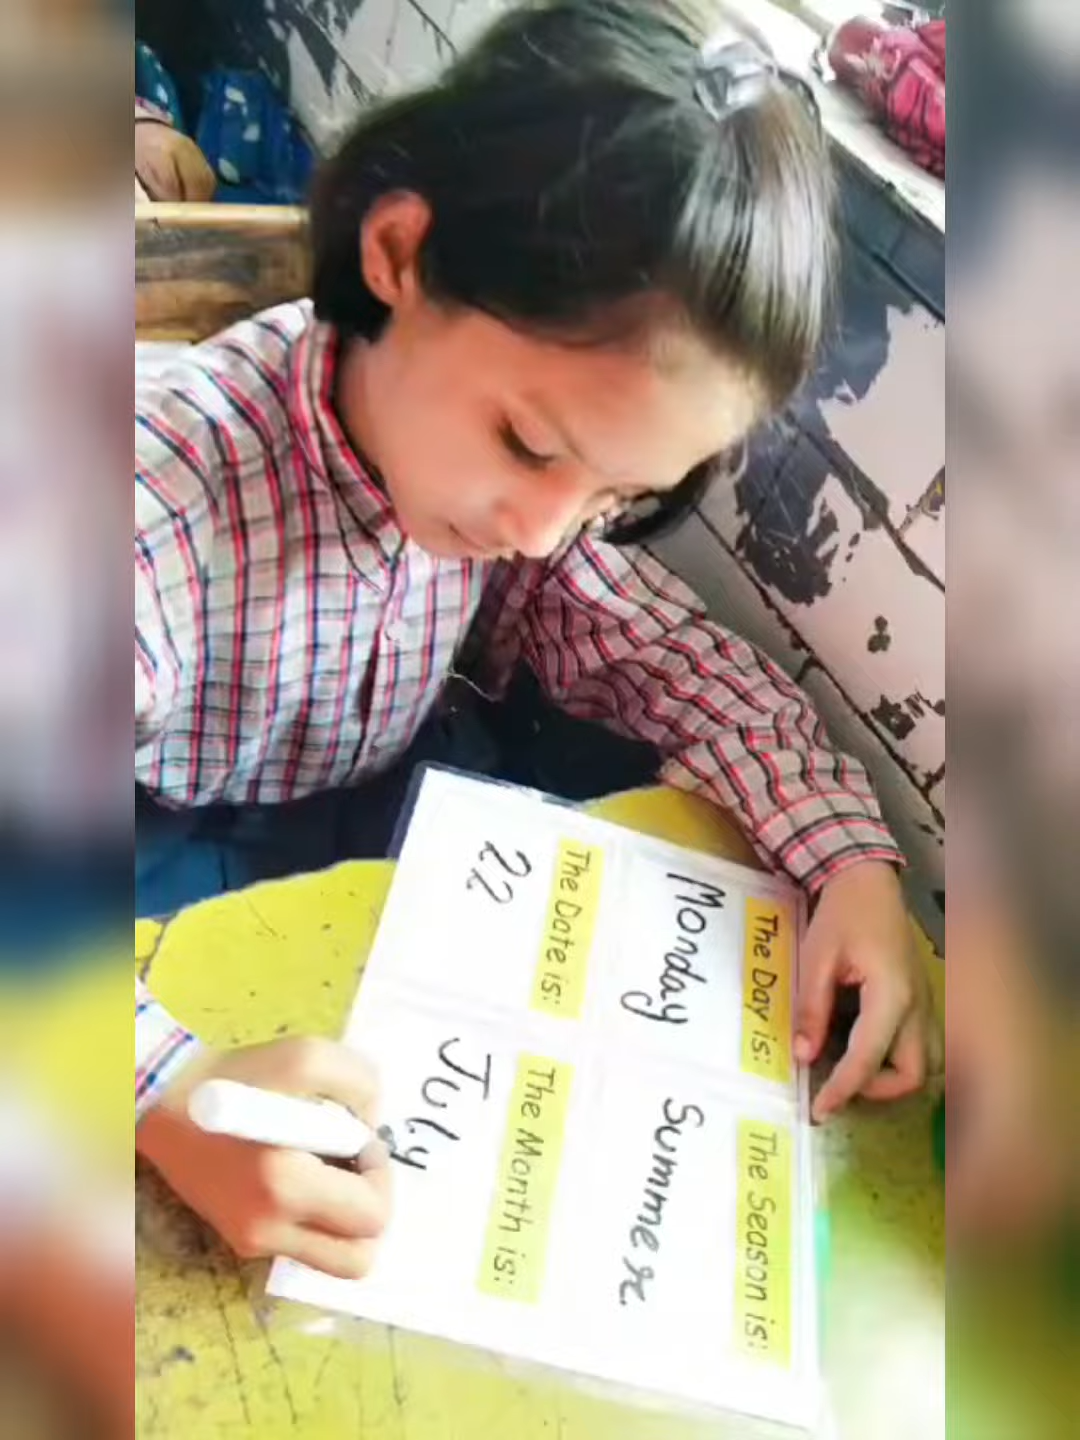 The Day is:
Monday
The Season is:
Summer.
The Date is:
22
The Month is:
July